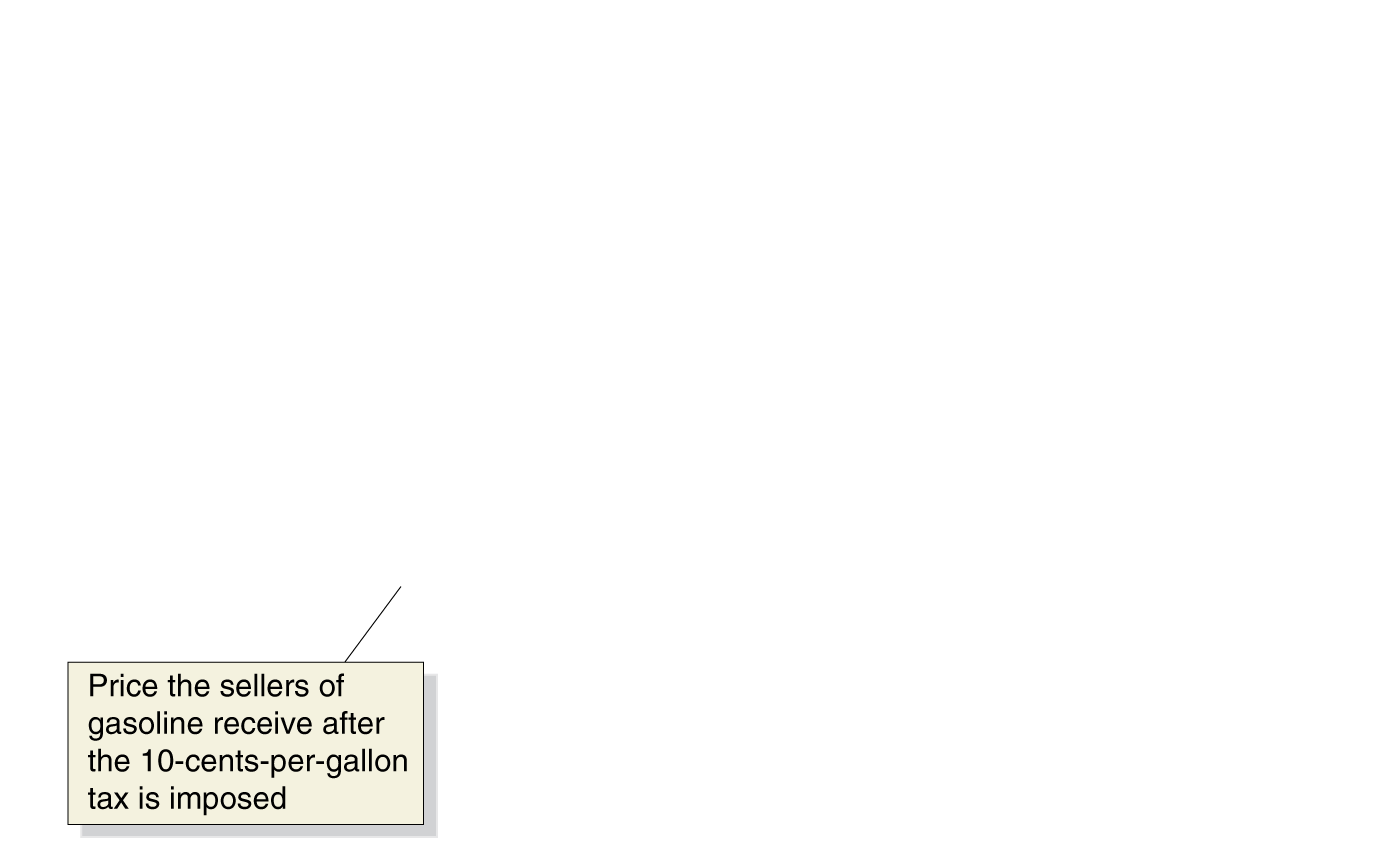 Price the sellers of
gasoline receive after
the 10-cents-per-gallon
tax is imposed